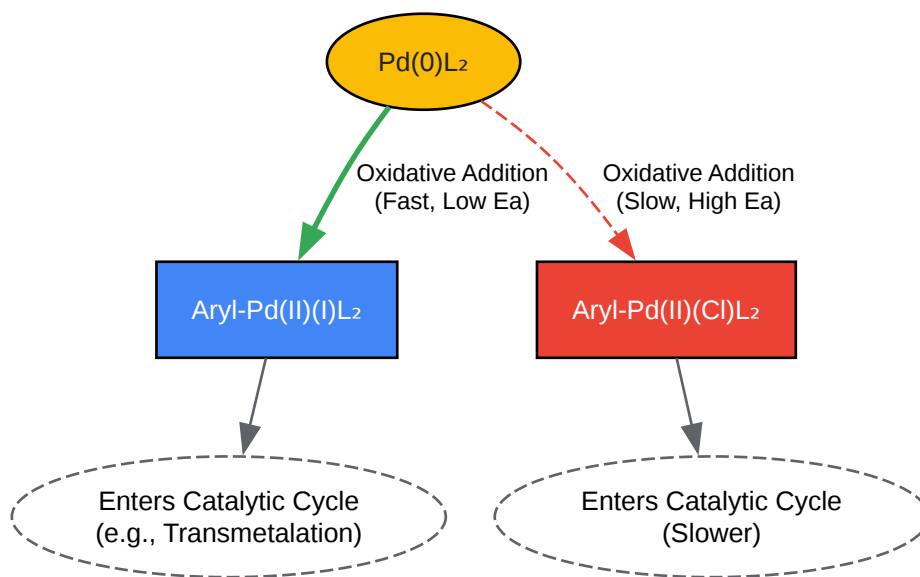 Pd(0)L₂
Oxidative Addition
(Fast, Low Ea)
Oxidative Addition
(Slow, High Ea)
Aryl-Pd(II)(I)L₂
Aryl-Pd(II)(Cl)L₂
Enters Catalytic Cycle
(e.g., Transmetalation)
Enters Catalytic Cycle
(Slower)